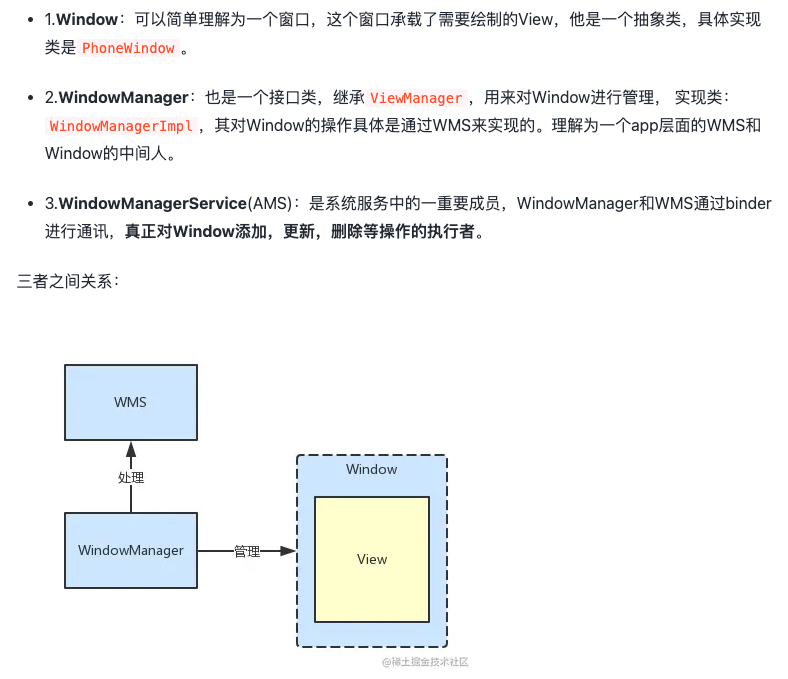 1.Window：可以简单理解为一个窗口，这个窗口承载了需要绘制的View，他是一个抽象类，具体实现
类是 PhoneWindow 。
2.WindowManager：也是一个接口类，继承 ViewManager ，用来对Window进行管理， 实现类：
WindowManagerImpl ，其对Window的操作具体是通过WMS来实现的。理解为一个app层面的WMS和
Window的中间人。
3.WindowManagerService(AMS)：是系统服务中的一重要成员，WindowManager和WMS通过binder
进行通讯，真正对Window添加，更新，删除等操作的执行者。
三者之间关系：
WMS
处理
Window
WindowManager
管理
View
@稀土掘金技术社区